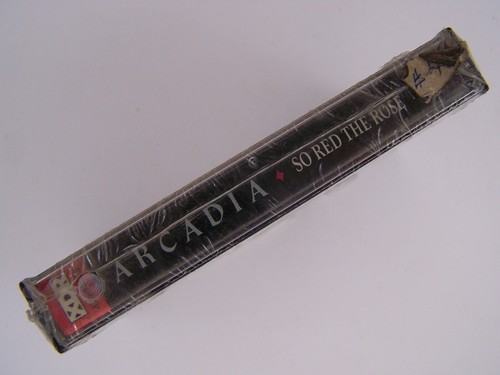 XDR
ARCADIA
SO RED THE ROSE